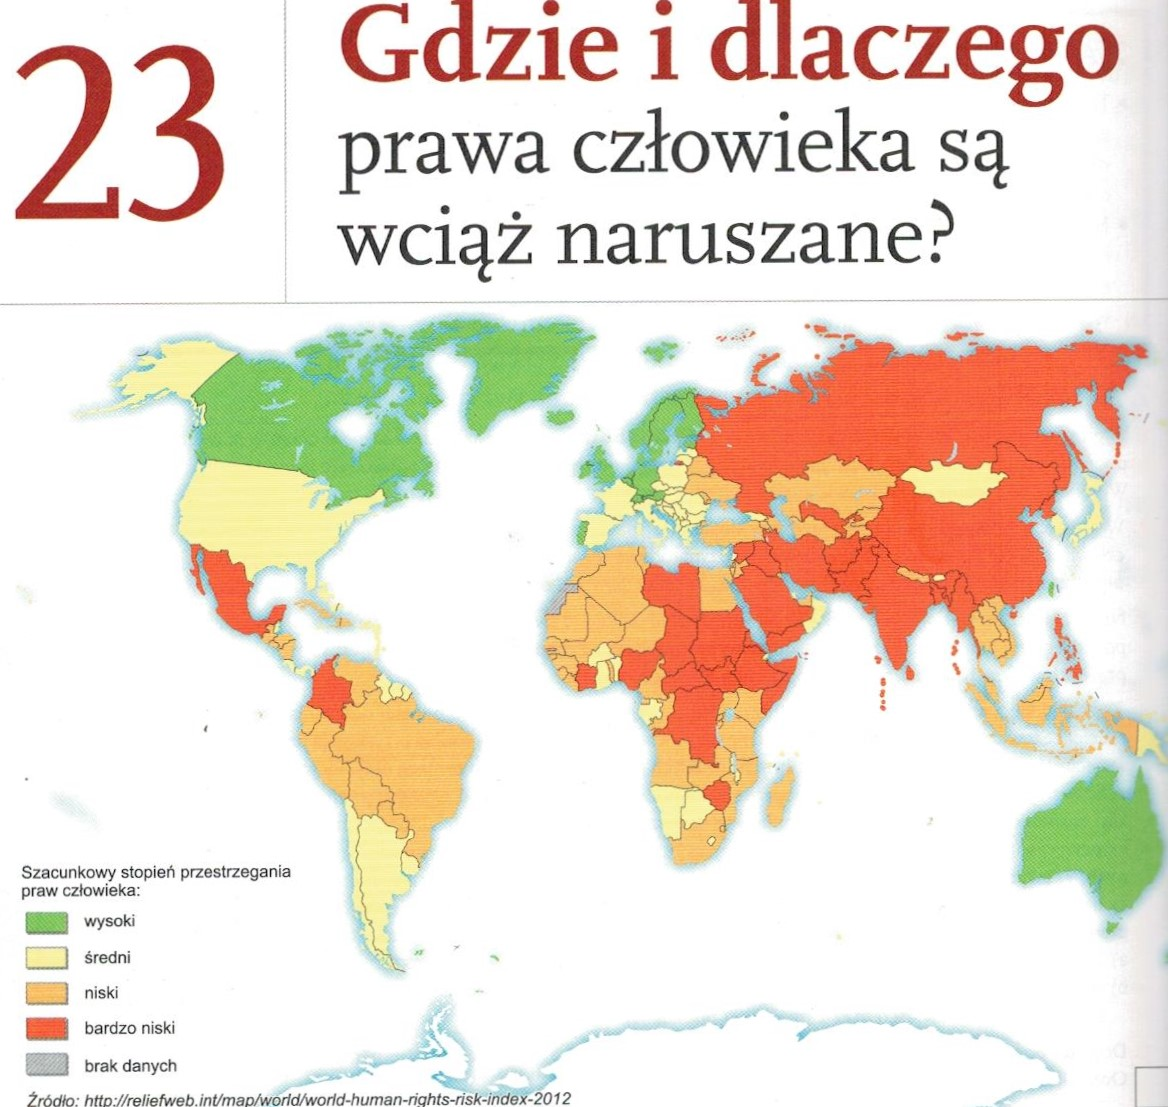 23
Gdzie i dlaczego
prawa człowieka są
wciąż naruszane?
Szacunkowy stopień przestrzegania
praw człowieka:
wysoki
średni
niski
bardzo niski
brak danych
Źródło: http://reliefweb.int/map/world/world-human-rights-risk-index-2012